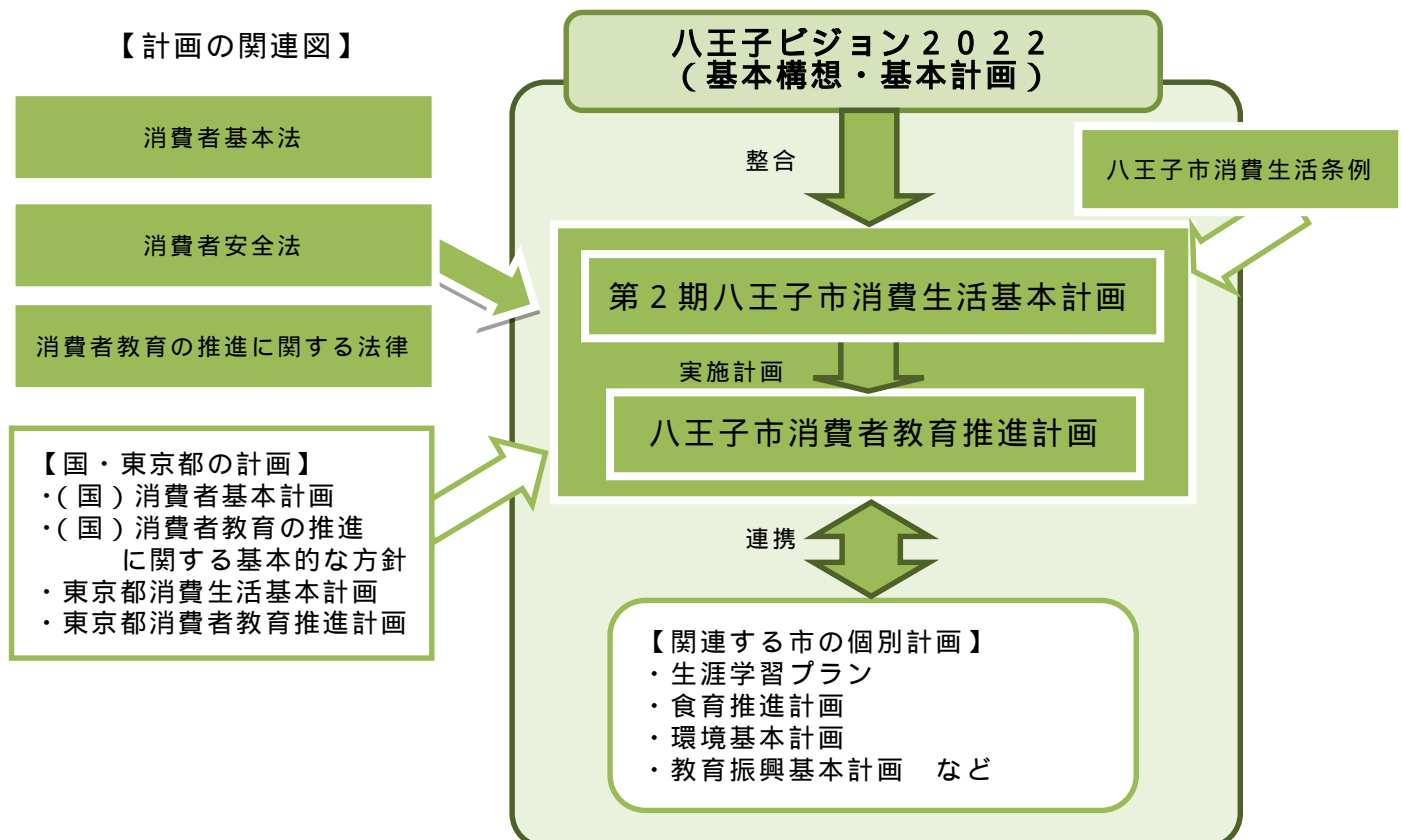 【計画の関連図】
八王子ビジョン２０２２
（基本構想・基本計画）
消費者基本法
整合
八王子市消費生活条例
消費者安全法
第２期八王子市消費生活基本計画
消費者教育の推進に関する法律
実施計画
八王子市消費者教育推進計画
【国・東京都の計画】
・（国）消費者基本計画
・（国）消費者教育の推進
に関する基本的な方針
・東京都消費生活基本計画
・東京都消費者教育推進計画
連携
【関連する市の個別計画】
・生涯学習プラン
・食育推進計画
・環境基本計画
・教育振興基本計画　など